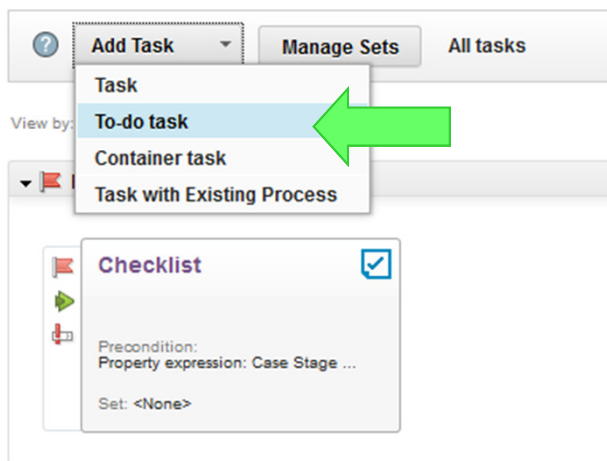 Add Task
Manage Sets
All tasks
Task
View by:
To-do task
Container task
Task with Existing Process
Checklist
Precondition:
Property expression: Case Stage ...
Set: <None>